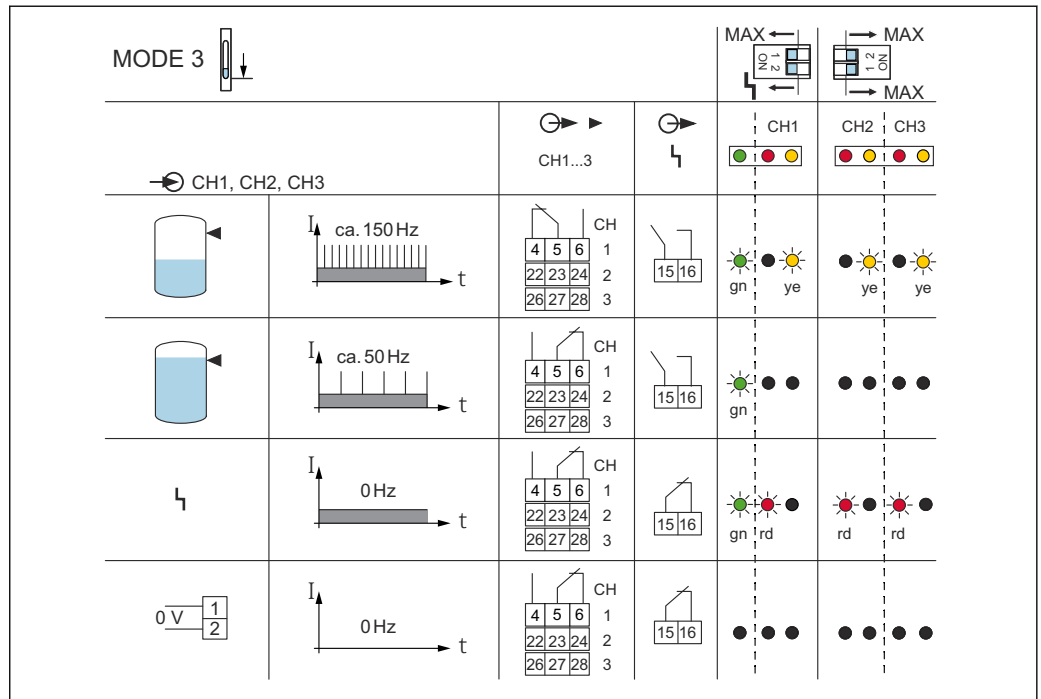 MODE 3
MAX MAX
ON 1 2
1 2 ON
MAX
CH1...3
CH1 CH2 CH3
CH1, CH2, CH3
I ca. 150 Hz t
CH
4 5 6 1
22 23 24 2
26 27 28 3
15 16
gn ye ye ye
I ca. 50 Hz t
CH
4 5 6 1
22 23 24 2
26 27 28 3
15 16
gn
I 0 Hz t
CH
4 5 6 1
22 23 24 2
26 27 28 3
15 16
gn rd rd rd
0 V 1
2
I 0 Hz t
CH
4 5 6 1
22 23 24 2
26 27 28 3
15 16